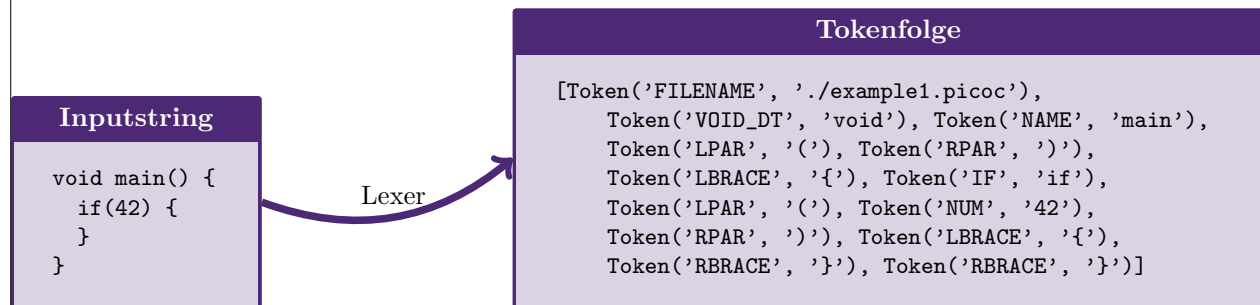 Inputstring
void main() {
  if(42) {
  }
}
Lexer
Tokenfolge
[Token('FILENAME', './example1.picoc'),
    Token('VOID_DT', 'void'), Token('NAME', 'main'),
    Token('LPAR', '('), Token('RPAR', ')'),
    Token('LBRACE', '{'), Token('IF', 'if'),
    Token('LPAR', '('), Token('NUM', '42'),
    Token('RPAR', ')'), Token('LBRACE', '{'),
    Token('RBRACE', '}'), Token('RBRACE', '}')]